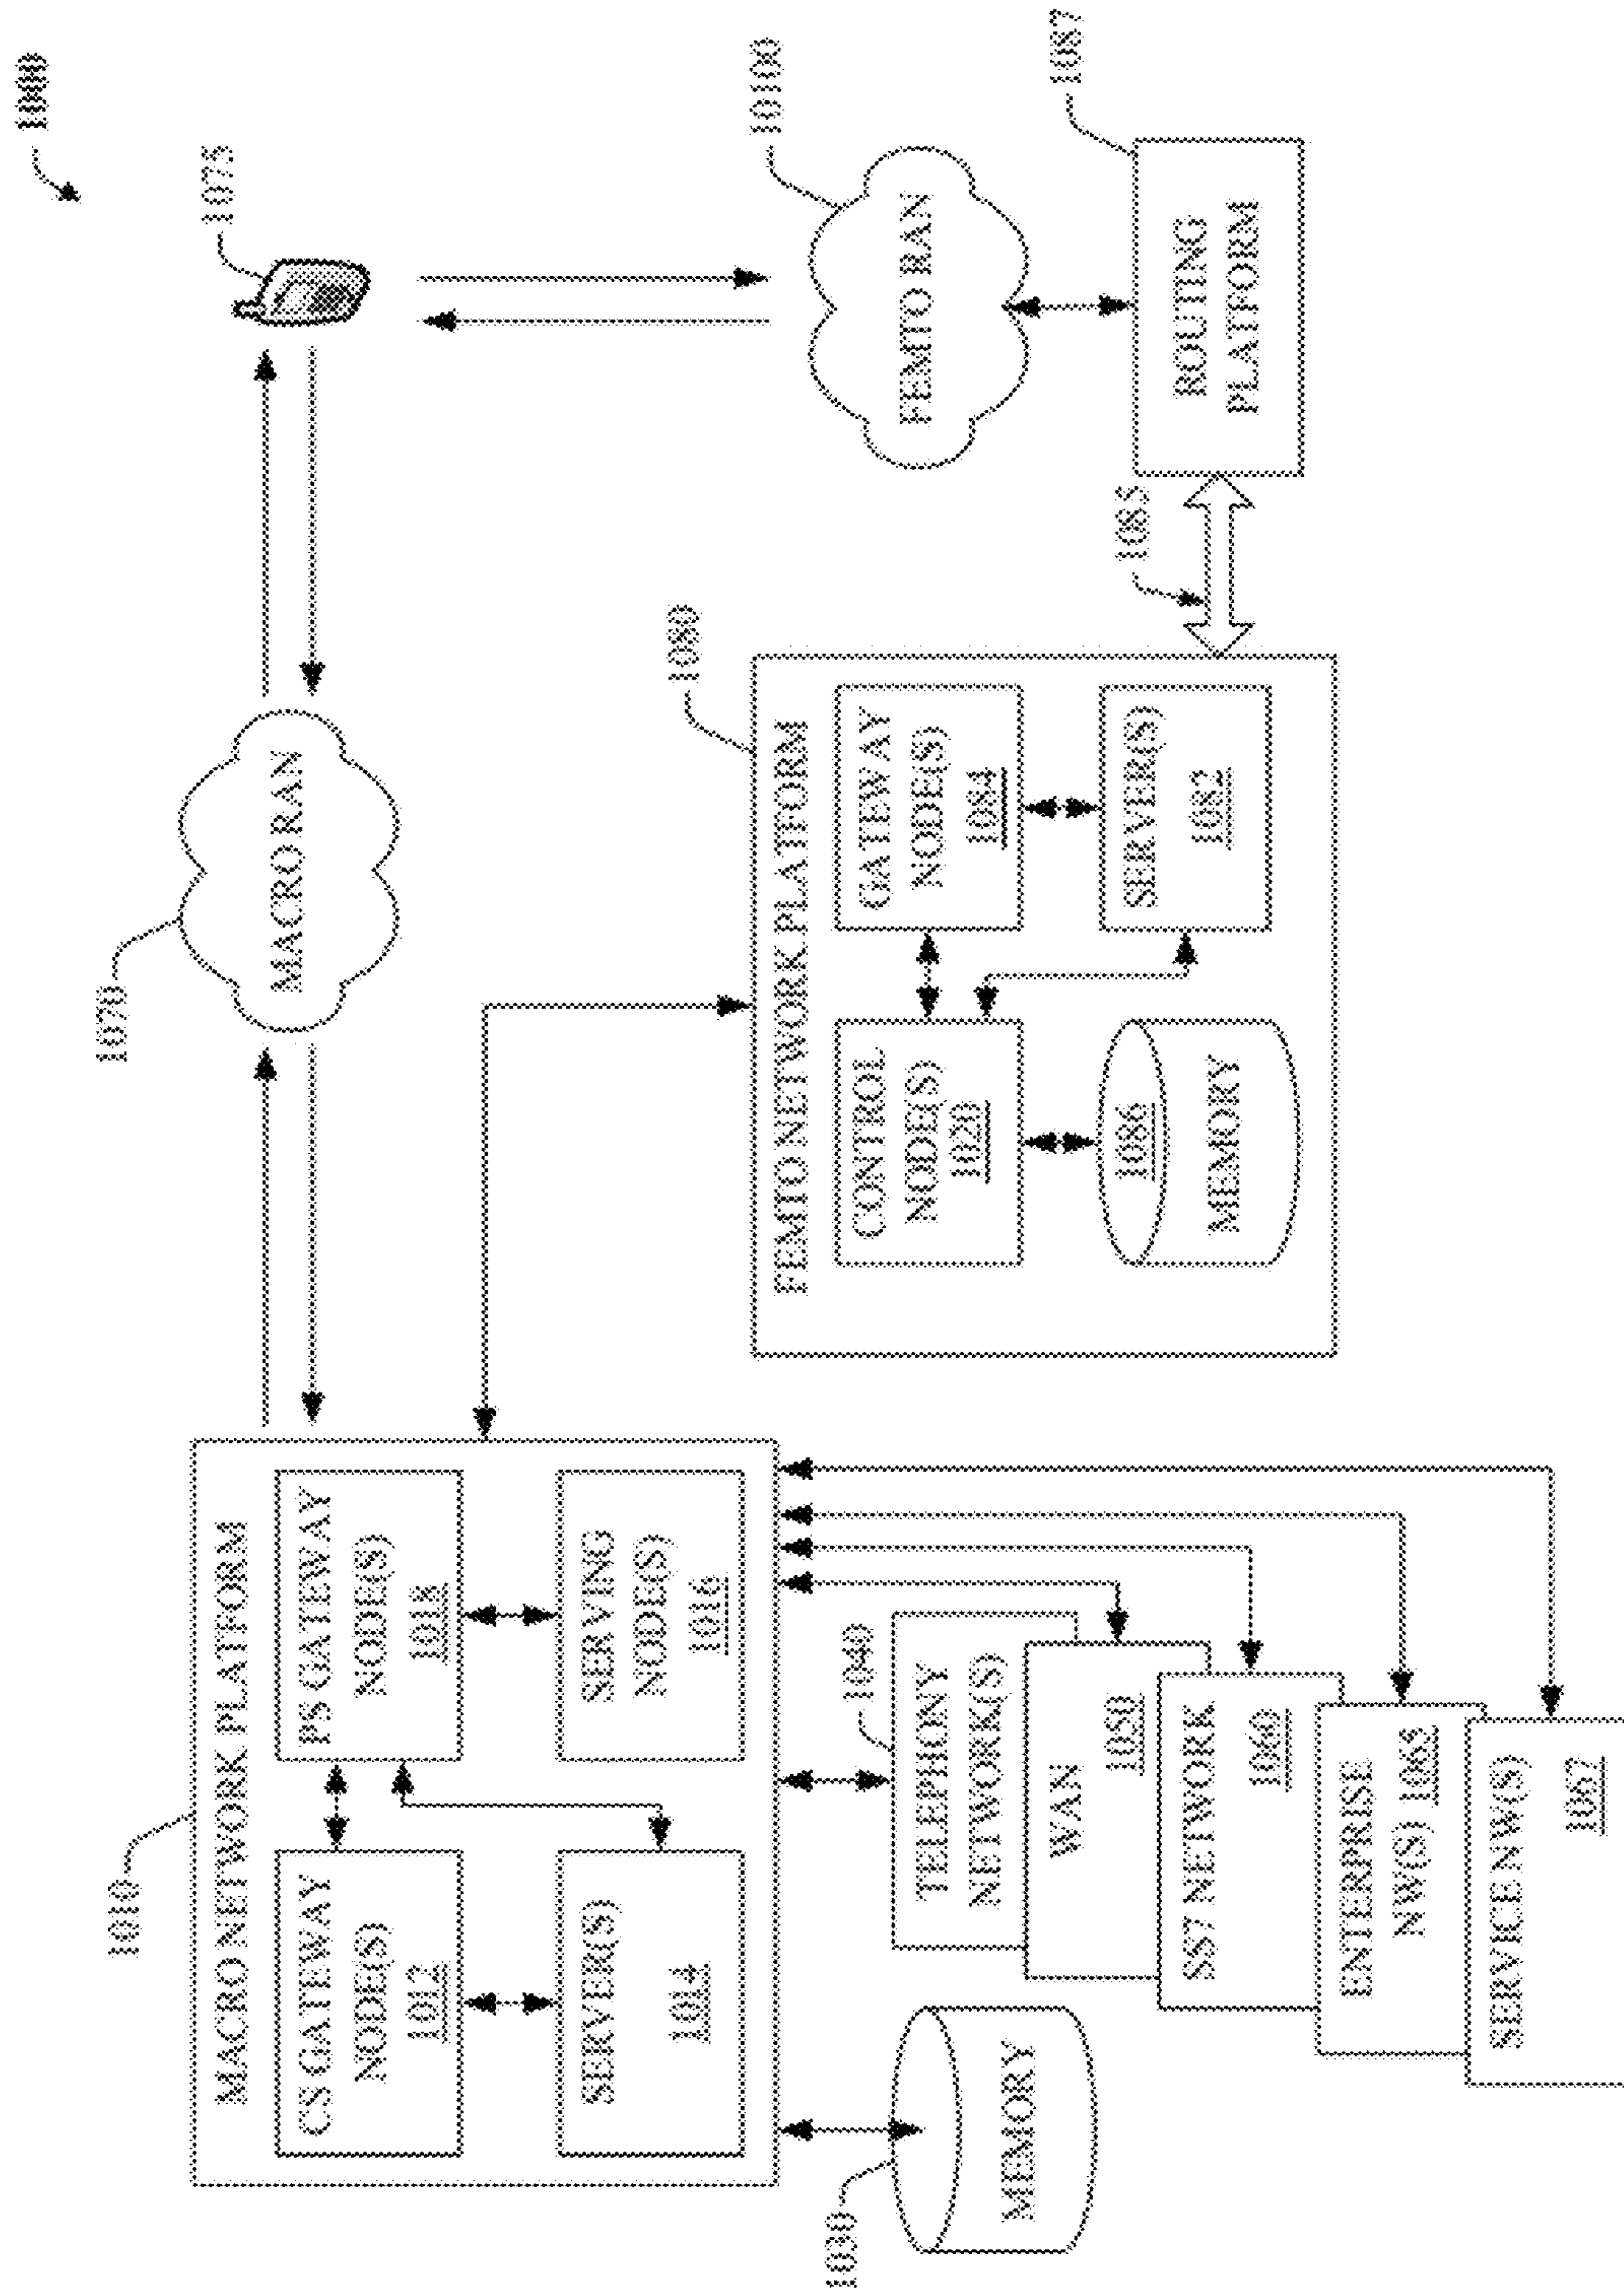 1000
1075
1070
MACRO RAN
1010
MACRO NETWORK PLATFORM
CS GATEWAY
NODE(S)
1012
PS GATEWAY
NODE(S)
1018
SERVER(S)
1014
SERVING
NODE(S)
1016
1030
MEMORY
1040
TELEPHONY
NETWORK(S)
WAN
1050
SS7 NETWORK
1060
ENTERPRISE
NW(S) 1065
SERVICE NW(S)
1067
1080
FEMTO NETWORK PLATFORM
CONTROL
NODE(S)
1020
GATEWAY
NODE(S)
1084
1086
MEMORY
SERVER(S)
1082
1085
10100
FEMTO RAN
1087
ROUTING
PLATFORM